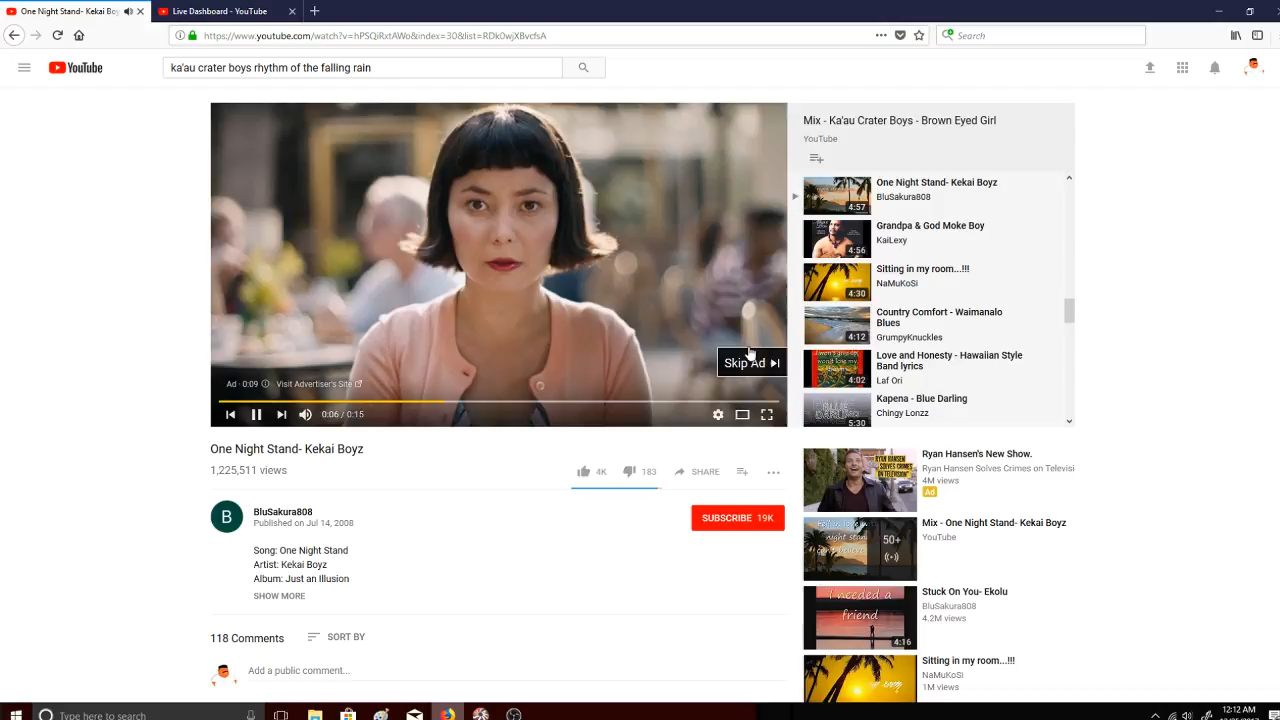 One Night Stand- Kekai Boy
Live Dashboard - YouTube
https://www.youtube.com/watch?v=hPSQiRxtAWo&index=30&list=RDk0wjXBvcfsA
Search
YouTube
ka'au crater boys rhythm of the falling rain
Skip Ad
Ad · 0:09
Visit Advertiser's Site
0:06 / 0:15
Mix - Ka'au Crater Boys - Brown Eyed Girl
YouTube
4:57
One Night Stand- Kekai Boyz
BluSakura808
4:56
Grandpa & God Moke Boy
KaiLexy
4:30
Sitting in my room...!!!
NaMuKoSi
4:12
Country Comfort - Waimanalo
Blues
GrumpyKnuckles
4:02
Love and Honesty - Hawaiian Style
Band lyrics
Laf Ori
5:30
Kapena - Blue Darling
Chingy Lonzz
One Night Stand- Kekai Boyz
1,225,511 views
4K
183
SHARE
B
BluSakura808
Published on Jul 14, 2008
SUBSCRIBE 19K
Song: One Night Stand
Artist: Kekai Boyz
Album: Just an Illusion
SHOW MORE
118 Comments
SORT BY
Add a public comment...
RYAN HANSEN
SOLVES CRIMES
ON TELEVISION
Ryan Hansen's New Show.
Ryan Hansen Solves Crimes on Televisi
4M views
Ad
50+
Mix - One Night Stand- Kekai Boyz
YouTube
I needed a
friend
4:16
Stuck On You- Ekolu
BluSakura808
4.2M views
Sitting in my room...!!!
NaMuKoSi
1M views
Type here to search
12:12 AM